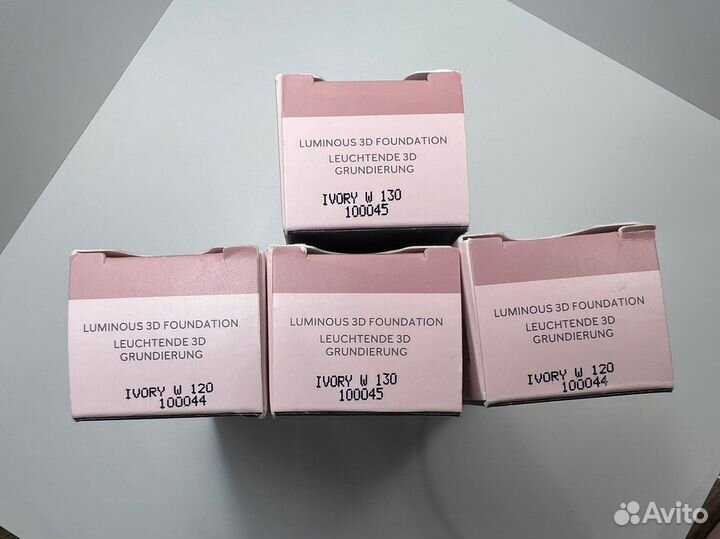 LUMINOUS 3D FOUNDATION
LEUCHTENDE 3D
GRUNDIERUNG
IVORY W 130
100045
LUMINOUS 3D FOUNDATION
LEUCHTENDE 3D
GRUNDIERUNG
IVORY W 120
100044
LUMINOUS 3D FOUNDATION
LEUCHTENDE 3D
GRUNDIERUNG
IVORY W 130
100045
LUMINOUS 3D FOUNDATION
LEUCHTENDE 3D
GRUNDIERUNG
IVORY W 120
100044
Avito